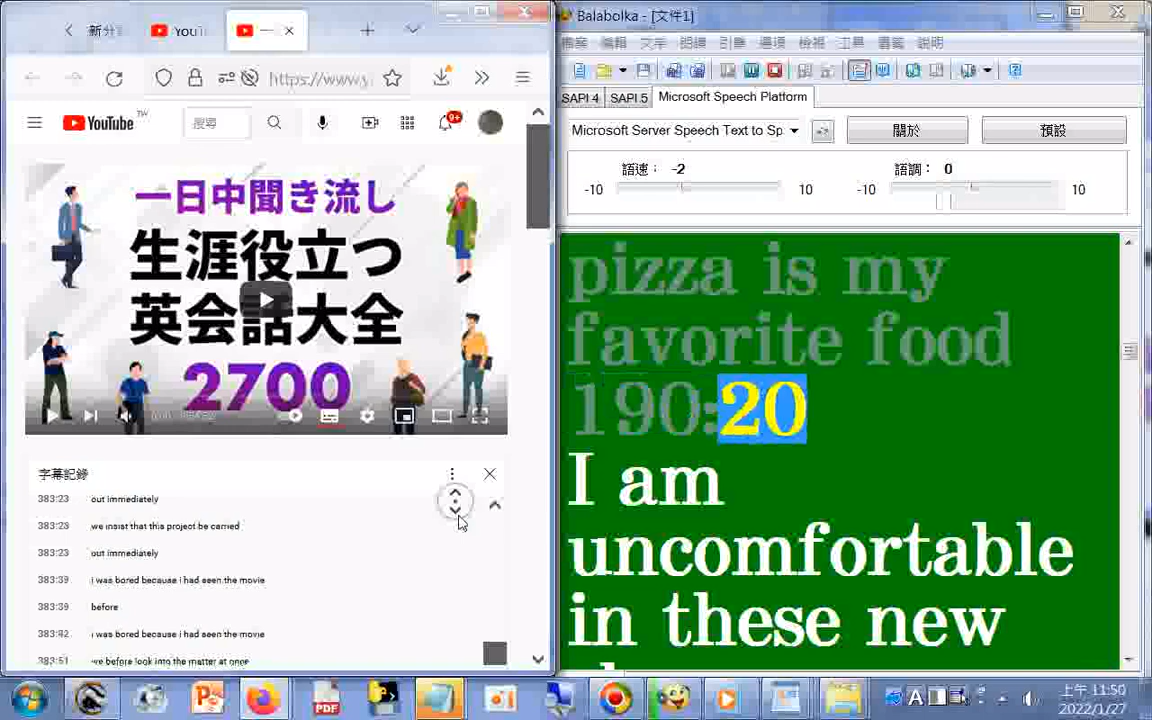 YouTube TW
搜尋
9+
https://www.y
一日中聞き流し
生涯役立つ
英会話大全
2700
字幕記錄
383:23 out immediately
383:23 we insist that this project be carried
383:23 out immediately
383:39 i was bored because i had seen the movie
383:39 before
383:42 i was bored because i had seen the movie
383:51 we before look into the matter at once
Balabolka - [文件1]
檔案 編輯 文字 朗讀 引擎 選項 檢視 工具 書籤 說明
SAPI 4 SAPI 5 Microsoft Speech Platform
Microsoft Server Speech Text to Sp
關於 預設
語速： -2 語調： 0
-10 10 -10 10
pizza is my
favorite food
190:20
I am
uncomfortable
in these new
PDF
上午 11:50
2022/1/27